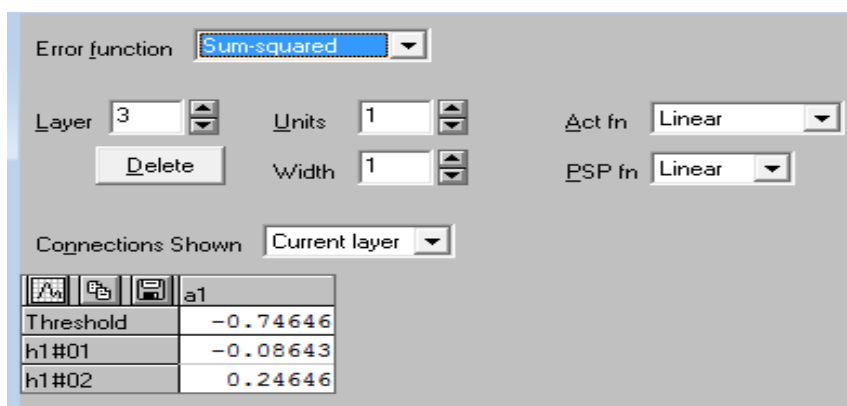 Error function Sum-squared
Layer 3 Units 1 Act fn Linear
Delete Width 1 PSP fn Linear
Connections Shown Current layer
a1
Threshold -0.74646
h1#01 -0.08643
h1#02 0.24646